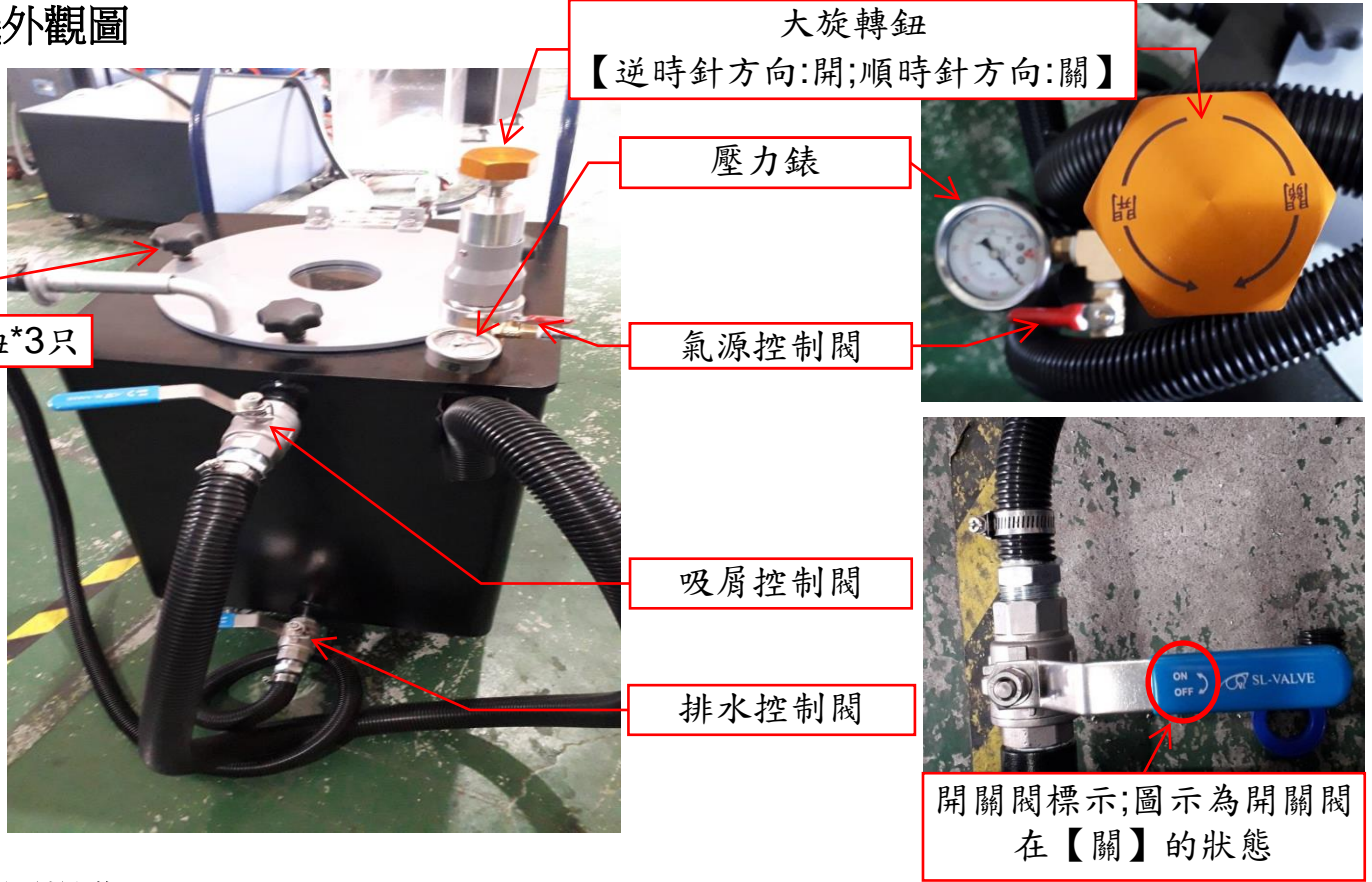 外觀圖
大旋轉鈕
【逆時針方向:開;順時針方向:關】
壓力錶
開
關
*3只
氣源控制閥
吸屑控制閥
ON
OFF
SL-VALVE
排水控制閥
開關閥標示;圖示為開關閥
在【關】的狀態